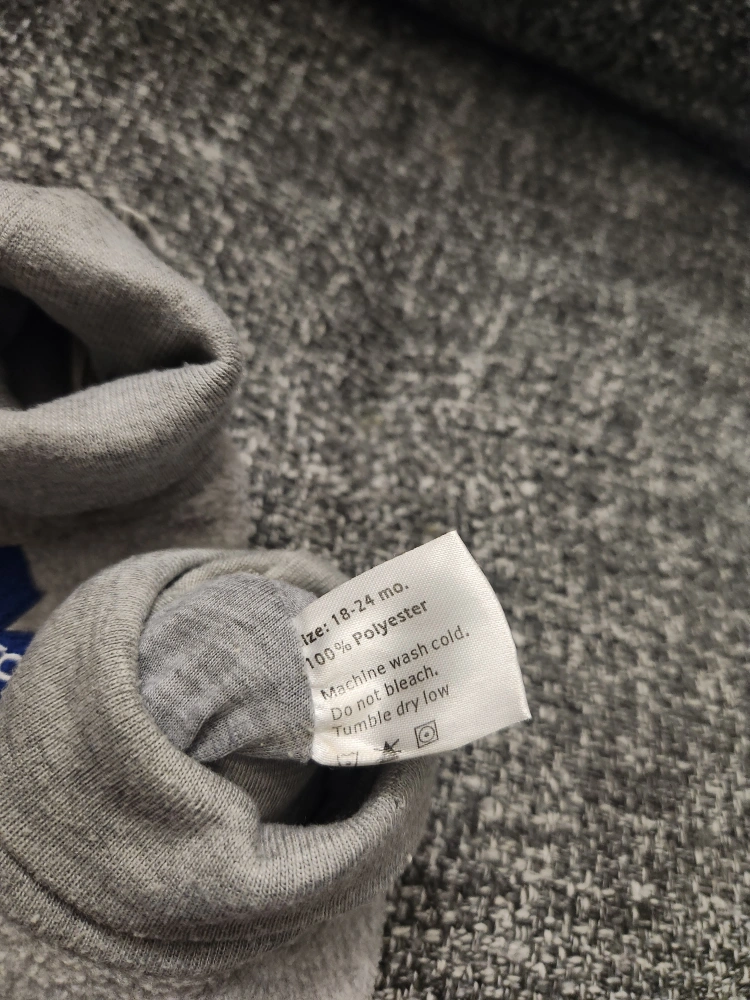 ize: 18-24 mo.
100% Polyester
Machine wash cold.
Do not bleach.
Tumble dry low